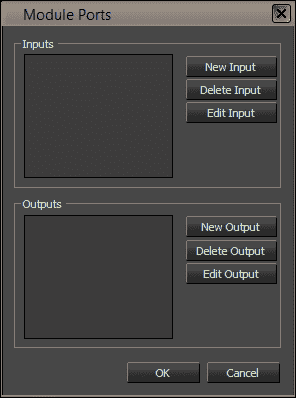 Module Ports
Inputs
New Input
Delete Input
Edit Input
Outputs
New Output
Delete Output
Edit Output
OK
Cancel